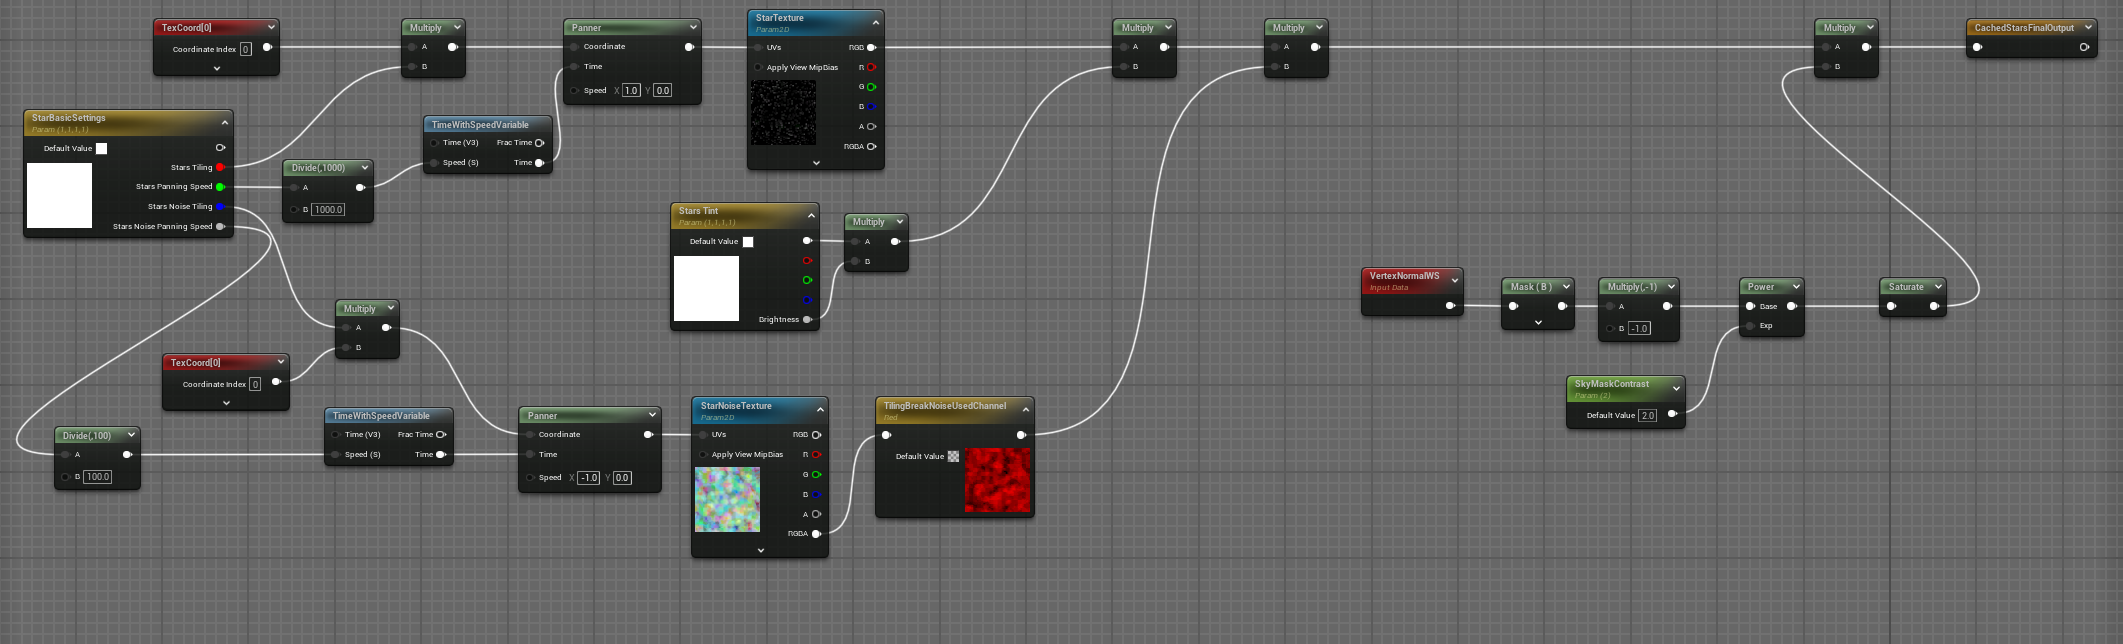 TexCoord[0]
Coordinate Index 0
Multiply
A
B
Panner
Coordinate
Time
Speed X 1.0 Y 0.0
StarTexture
Param2D
UVs RGB
Apply View MipBias R
G
B
A
RGBA
Multiply
A
B
Multiply
A
B
Multiply
A
B
CachedStarsFinalOutput
StarBasicSettings
Param (1,1,1,1)
Default Value
Stars Tiling
Stars Panning Speed
Stars Noise Tiling
Stars Noise Panning Speed
Divide(,1000)
A
B 1000.0
TimeWithSpeedVariable
Time (V3) Frac Time
Speed (S) Time
Stars Tint
Param (1,1,1,1)
Default Value
Brightness
Multiply
A
B
VertexNormalWS
Input Data
Mask ( B )
Multiply(,-1)
A
B -1.0
Power
Base
Exp
Saturate
SkyMaskContrast
Param (2)
Default Value 2.0
Multiply
A
B
TexCoord[0]
Coordinate Index 0
Divide(,100)
A
B 100.0
TimeWithSpeedVariable
Time (V3) Frac Time
Speed (S) Time
Panner
Coordinate
Time
Speed X -1.0 Y 0.0
StarNoiseTexture
Param2D
UVs RGB
Apply View MipBias R
G
B
A
RGBA
TilingBreakNoiseUsedChannel
Red
Default Value